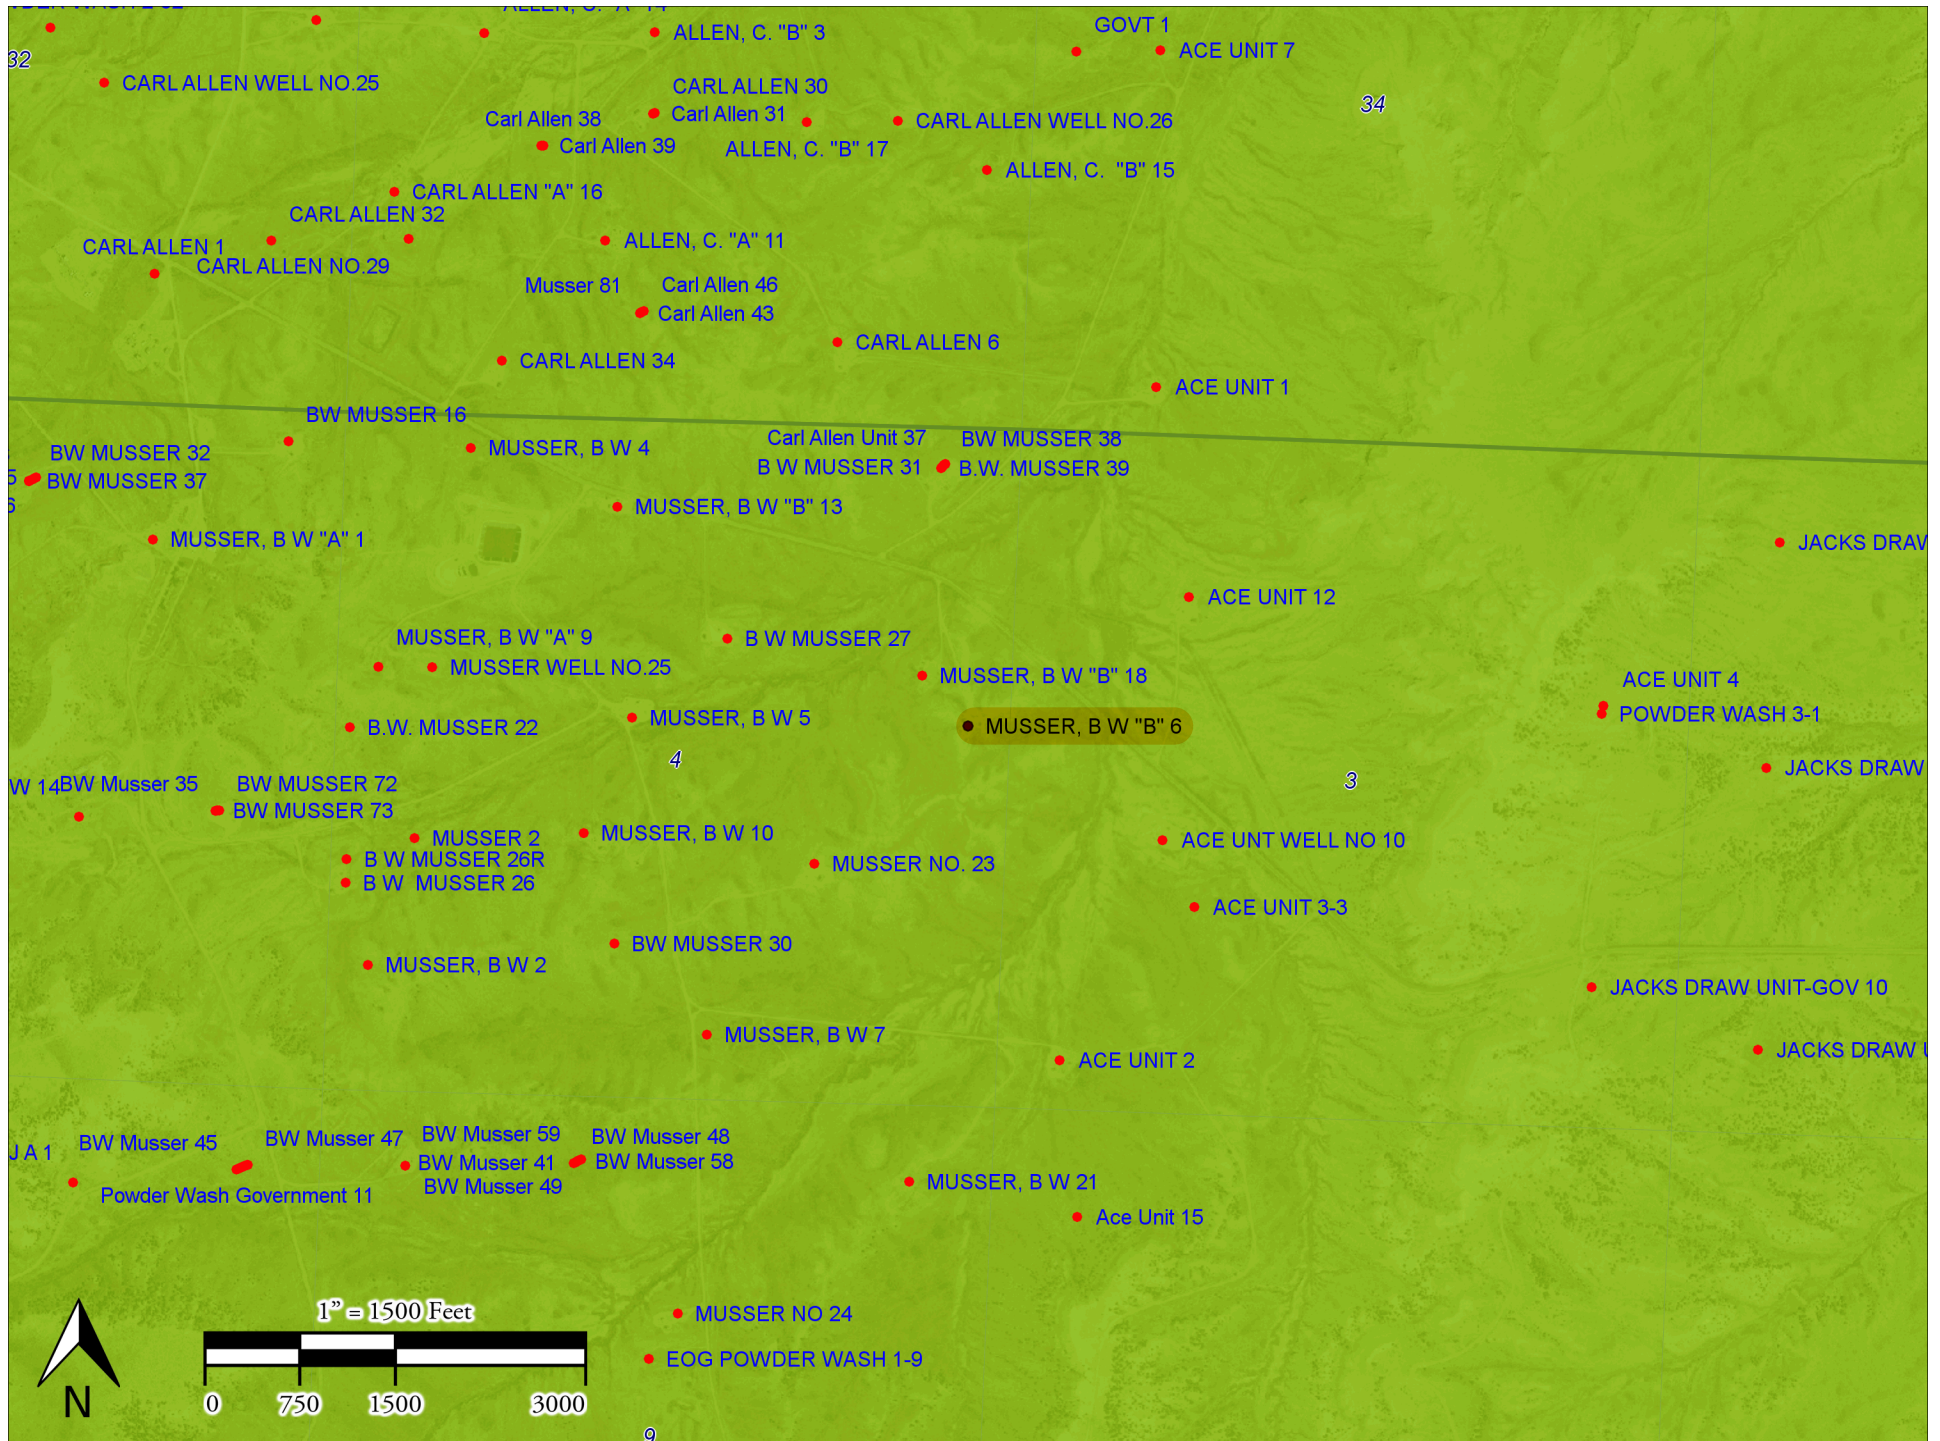 ALLEN, C. "B" 3
GOVT 1
ACE UNIT 7
32
CARL ALLEN WELL NO.25
CARL ALLEN 30
34
Carl Allen 38
Carl Allen 31
CARL ALLEN WELL NO.26
Carl Allen 39
ALLEN, C. "B" 17
ALLEN, C. "B" 15
CARL ALLEN "A" 16
CARL ALLEN 32
CARL ALLEN 1
ALLEN, C. "A" 11
CARL ALLEN NO.29
Musser 81
Carl Allen 46
Carl Allen 43
CARL ALLEN 6
CARL ALLEN 34
ACE UNIT 1
BW MUSSER 16
Carl Allen Unit 37
BW MUSSER 38
BW MUSSER 32
MUSSER, B W 4
B W MUSSER 31
B.W. MUSSER 39
5
BW MUSSER 37
6
MUSSER, B W "B" 13
MUSSER, B W "A" 1
JACKS DRAW
ACE UNIT 12
MUSSER, B W "A" 9
B W MUSSER 27
MUSSER WELL NO.25
MUSSER, B W "B" 18
ACE UNIT 4
MUSSER, B W 5
POWDER WASH 3-1
B.W. MUSSER 22
MUSSER, B W "B" 6
4
JACKS DRAW
3
W 14
BW Musser 35
BW MUSSER 72
BW MUSSER 73
MUSSER 2
MUSSER, B W 10
ACE UNT WELL NO 10
B W MUSSER 26R
MUSSER NO. 23
B W MUSSER 26
ACE UNIT 3-3
BW MUSSER 30
MUSSER, B W 2
JACKS DRAW UNIT-GOV 10
MUSSER, B W 7
ACE UNIT 2
JACKS DRAW U
BW Musser 45
BW Musser 47
BW Musser 59
BW Musser 48
J A 1
BW Musser 41
BW Musser 58
Powder Wash Government 11
BW Musser 49
MUSSER, B W 21
Ace Unit 15
1” = 1500 Feet
MUSSER NO 24
EOG POWDER WASH 1-9
N
0 750 1500 3000
9